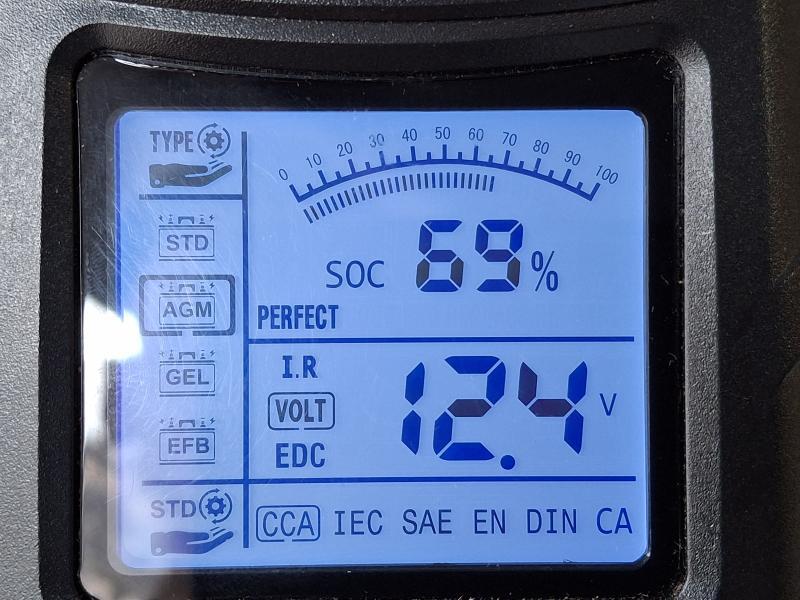 TYPE
0 10 20 30 40 50 60 70 80 90 100
STD
SOC 69%
AGM
PERFECT
GEL
I.R
VOLT 12.4 V
EFB
EDC
STD
CCA IEC SAE EN DIN CA